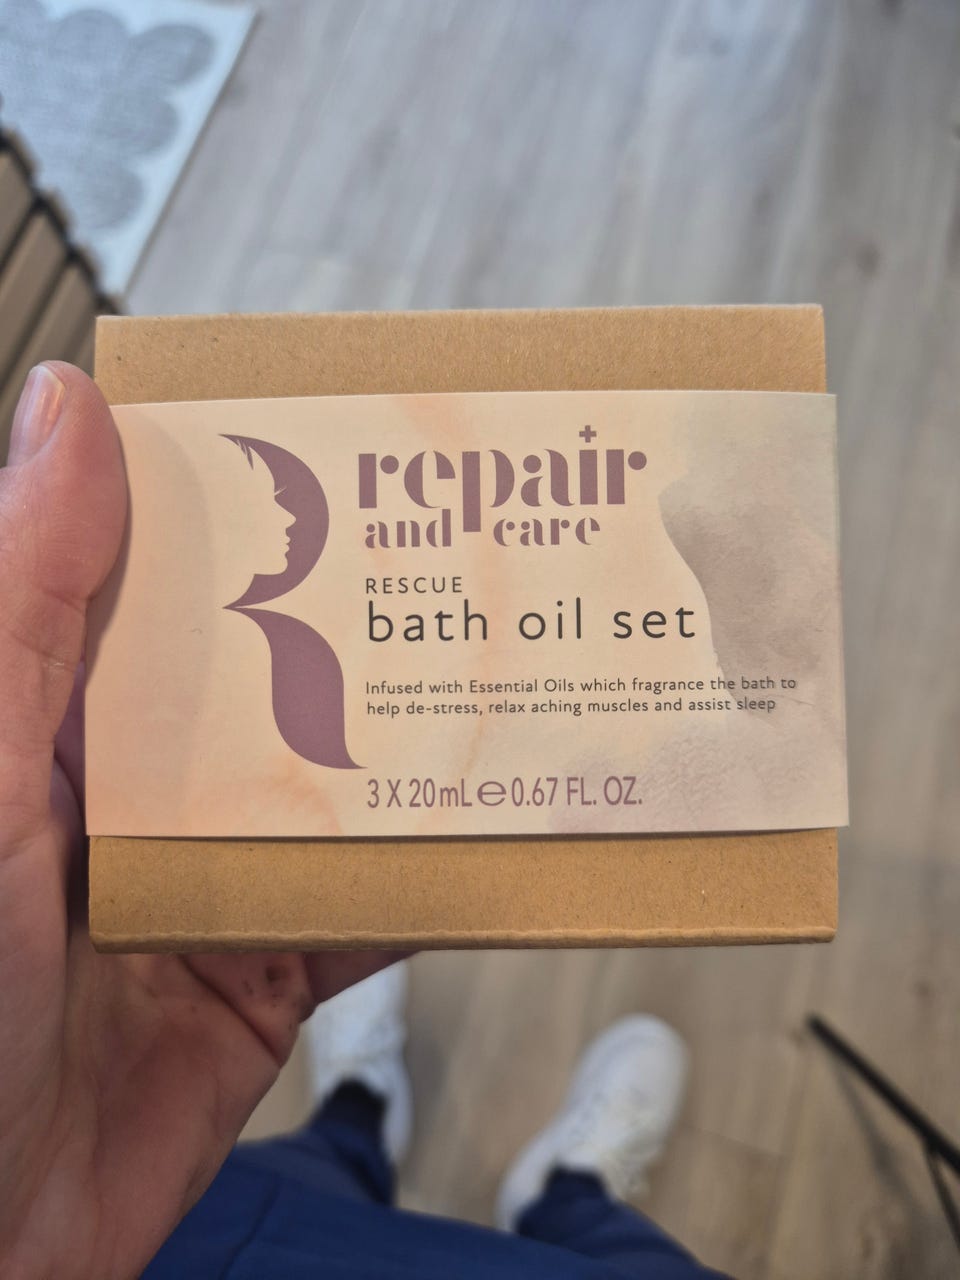 repair
and care
RESCUE
bath oil set
Infused with Essential Oils which fragrance the bath to
help de-stress, relax aching muscles and assist sleep
3 X 20mL ℮ 0.67 FL. OZ.